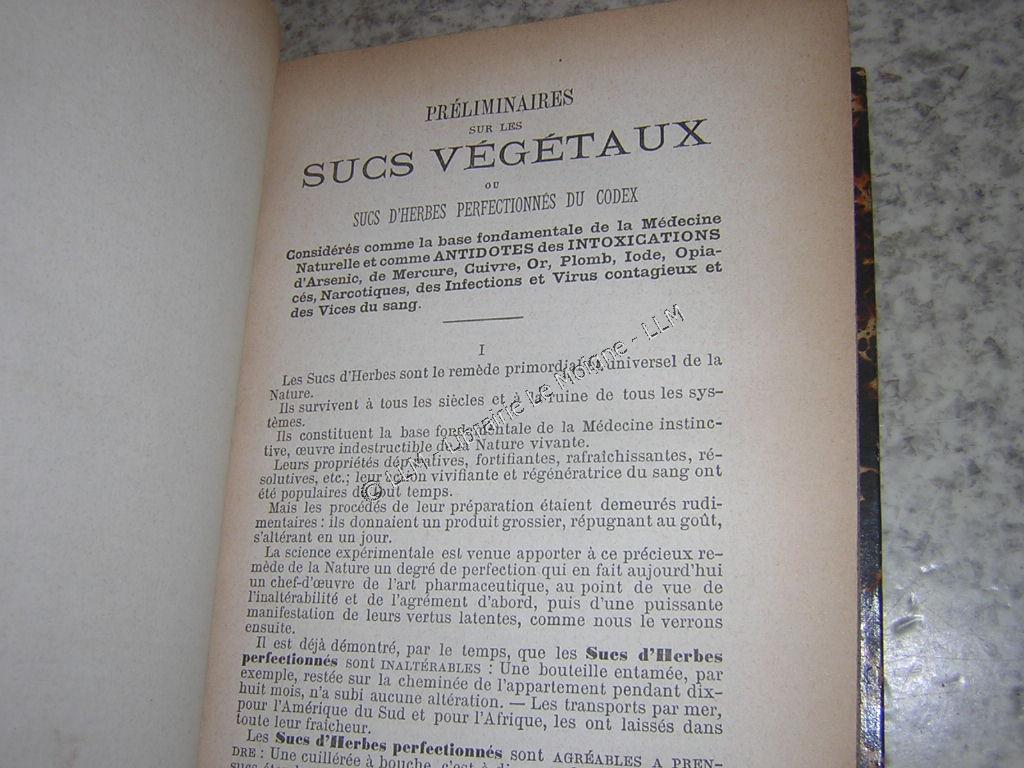 PRÉLIMINAIRES
SUR LES
SUCS VÉGÉTAUX
OU
SUCS D'HERBES PERFECTIONNÉS DU CODEX
Considérés comme la base fondamentale de la Médecine
Naturelle et comme ANTIDOTES des INTOXICATIONS
d'Arsenic, de Mercure, Cuivre, Or, Plomb, Iode, Opia-
cés, Narcotiques, des Infections et Virus contagieux et
des Vices du sang.
I
Les Sucs d'Herbes sont le remède primordial et universel de la
Nature.
Ils survivent à tous les siècles et à la ruine de tous les sys-
tèmes.
Ils constituent la base fondamentale de la Médecine instinc-
tive, œuvre indestructible de la Nature vivante.
Leurs propriétés dépuratives, fortifiantes, rafraîchissantes, ré-
solutives, etc.; leur action vivifiante et régénératrice du sang ont
été populaires de tout temps.
Mais les procédés de leur préparation étaient demeurés rudi-
mentaires : ils donnaient un produit grossier, répugnant au goût,
s'altérant en un jour.
La science expérimentale est venue apporter à ce précieux re-
mède de la Nature un degré de perfection qui en fait aujourd'hui
un chef-d'œuvre de l'art pharmaceutique, au point de vue de
l'inaltérabilité et de l'agrément d'abord, puis d'une puissante
manifestation de leurs vertus latentes, comme nous le verrons
ensuite.
Il est déjà démontré, par le temps, que les Sucs d'Herbes
perfectionnés sont INALTÉRABLES : Une bouteille entamée, par
exemple, restée sur la cheminée de l'appartement pendant dix-
huit mois, n'a subi aucune altération. — Les transports par mer,
pour l'Amérique du Sud et pour l'Afrique, les ont laissés dans
toute leur fraîcheur.
Les Sucs d'Herbes perfectionnés sont AGRÉABLES A PREN-
DRE : Une cuillérée à bouche, c'est à
© LLM - Librairie Le Moigne - LLM